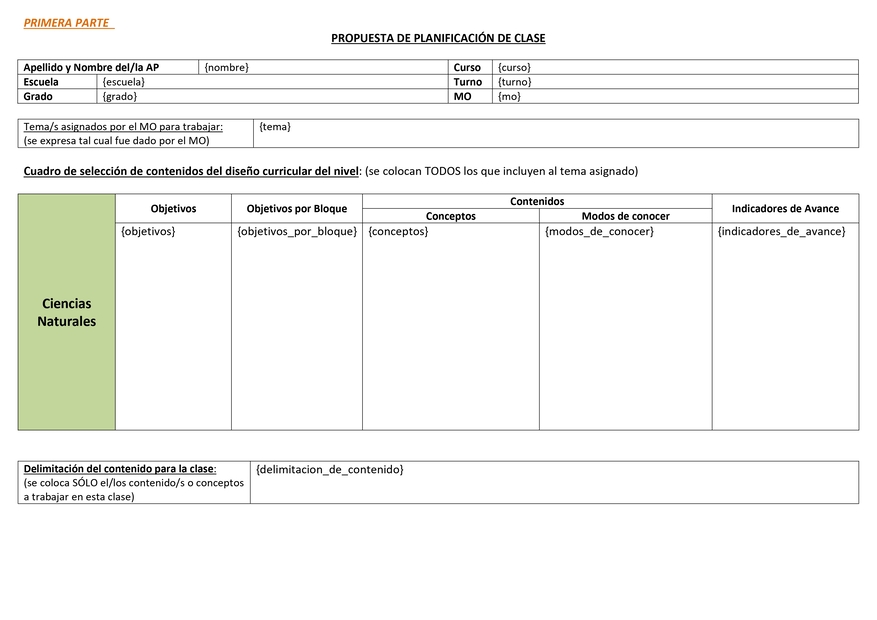 PRIMERA PARTE
PROPUESTA DE PLANIFICACIÓN DE CLASE
Apellido y Nombre del/la AP {nombre} Curso {curso}
Escuela {escuela} Turno {turno}
Grado {grado} MO {mo}
Tema/s asignados por el MO para trabajar: {tema}
(se expresa tal cual fue dado por el MO)
Cuadro de selección de contenidos del diseño curricular del nivel: (se colocan TODOS los que incluyen al tema asignado)
Objetivos Objetivos por Bloque Contenidos Indicadores de Avance
Conceptos Modos de conocer
{objetivos} {objetivos_por_bloque} {conceptos} {modos_de_conocer} {indicadores_de_avance}
Ciencias
Naturales
Delimitación del contenido para la clase: {delimitacion_de_contenido}
(se coloca SÓLO el/los contenido/s o conceptos
a trabajar en esta clase)